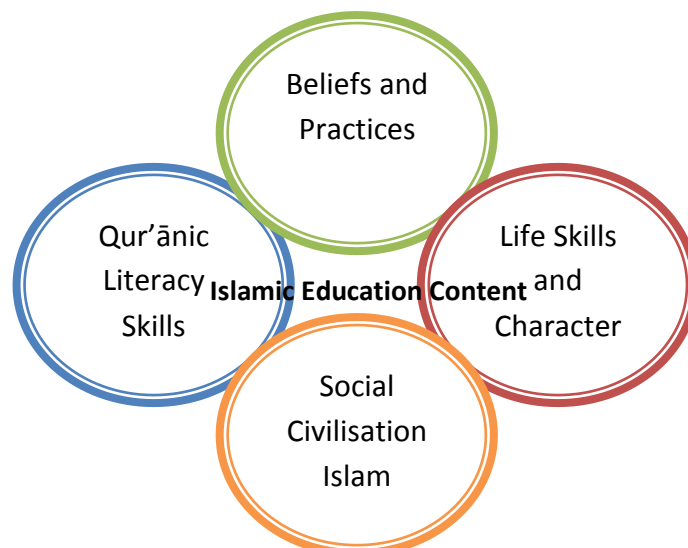 Beliefs and
Practices
Qur’ānic
Literacy
Skills
Islamic Education Content
Life Skills
and
Character
Social
Civilisation
Islam